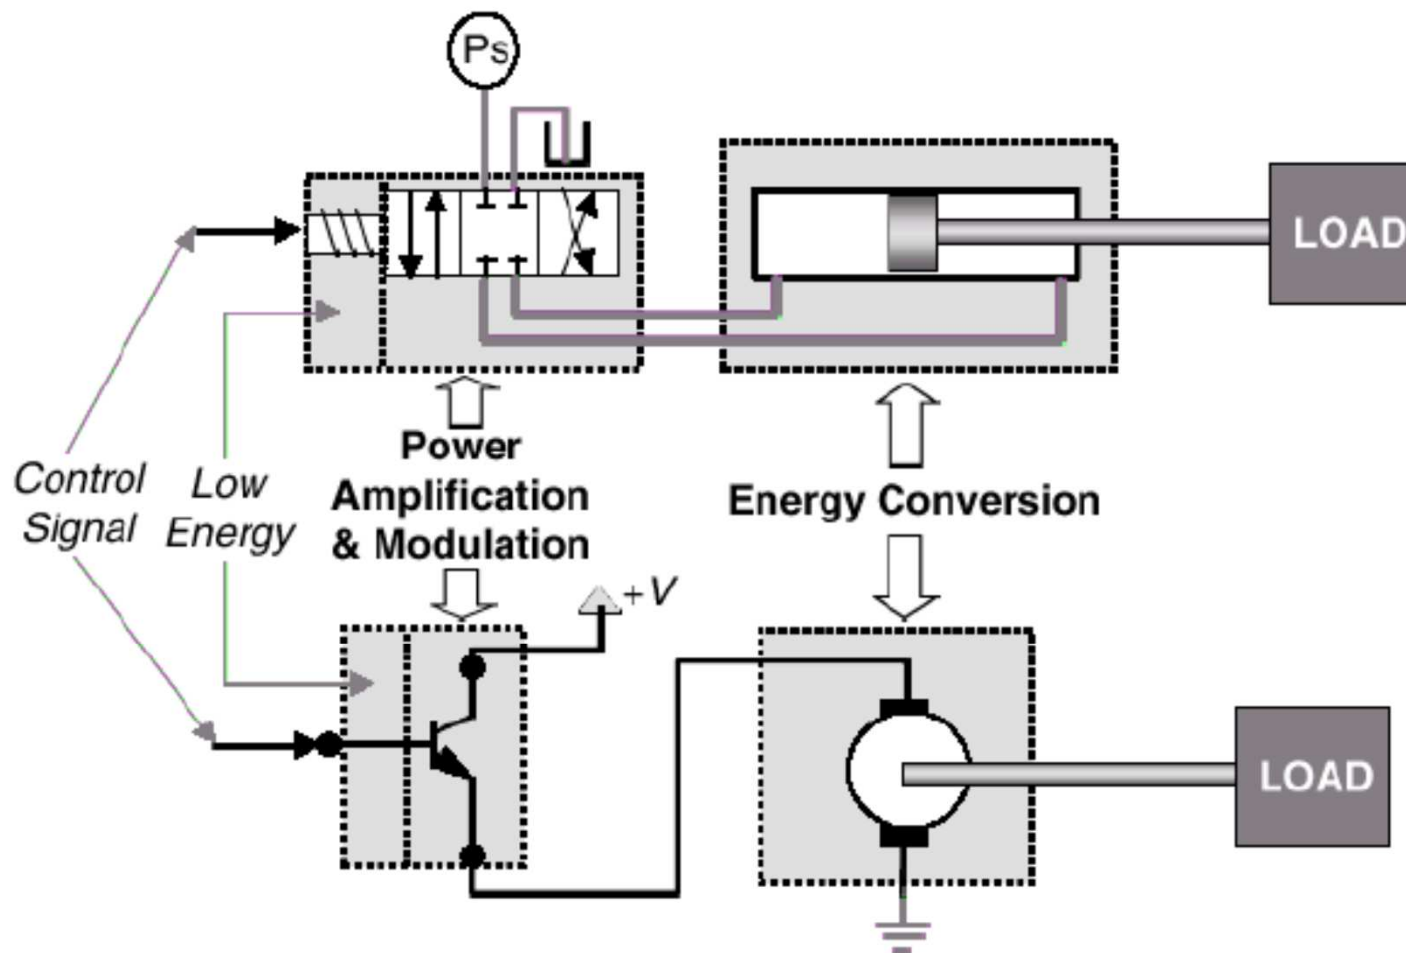 Ps
LOAD
Control
Signal
Low
Energy
Power
Amplification
& Modulation
Energy Conversion
+V
LOAD